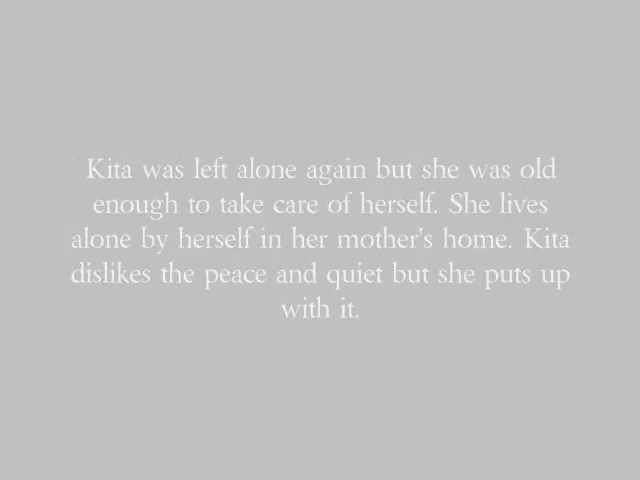 Kita was left alone again but she was old
enough to take care of herself. She lives
alone by herself in her mother's home. Kita
dislikes the peace and quiet but she puts up
with it.